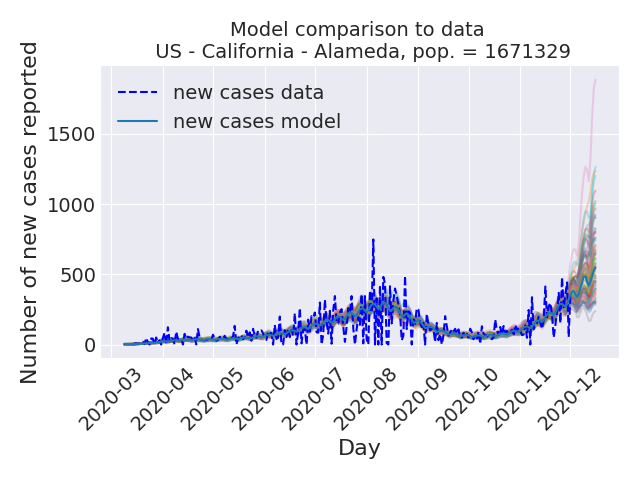 Model comparison to data
US - California - Alameda, pop. = 1671329
Number of new cases reported
new cases data
new cases model
1500
1000
500
0
2020-03
2020-04
2020-05
2020-06
2020-07
2020-08
2020-09
2020-10
2020-11
2020-12
Day